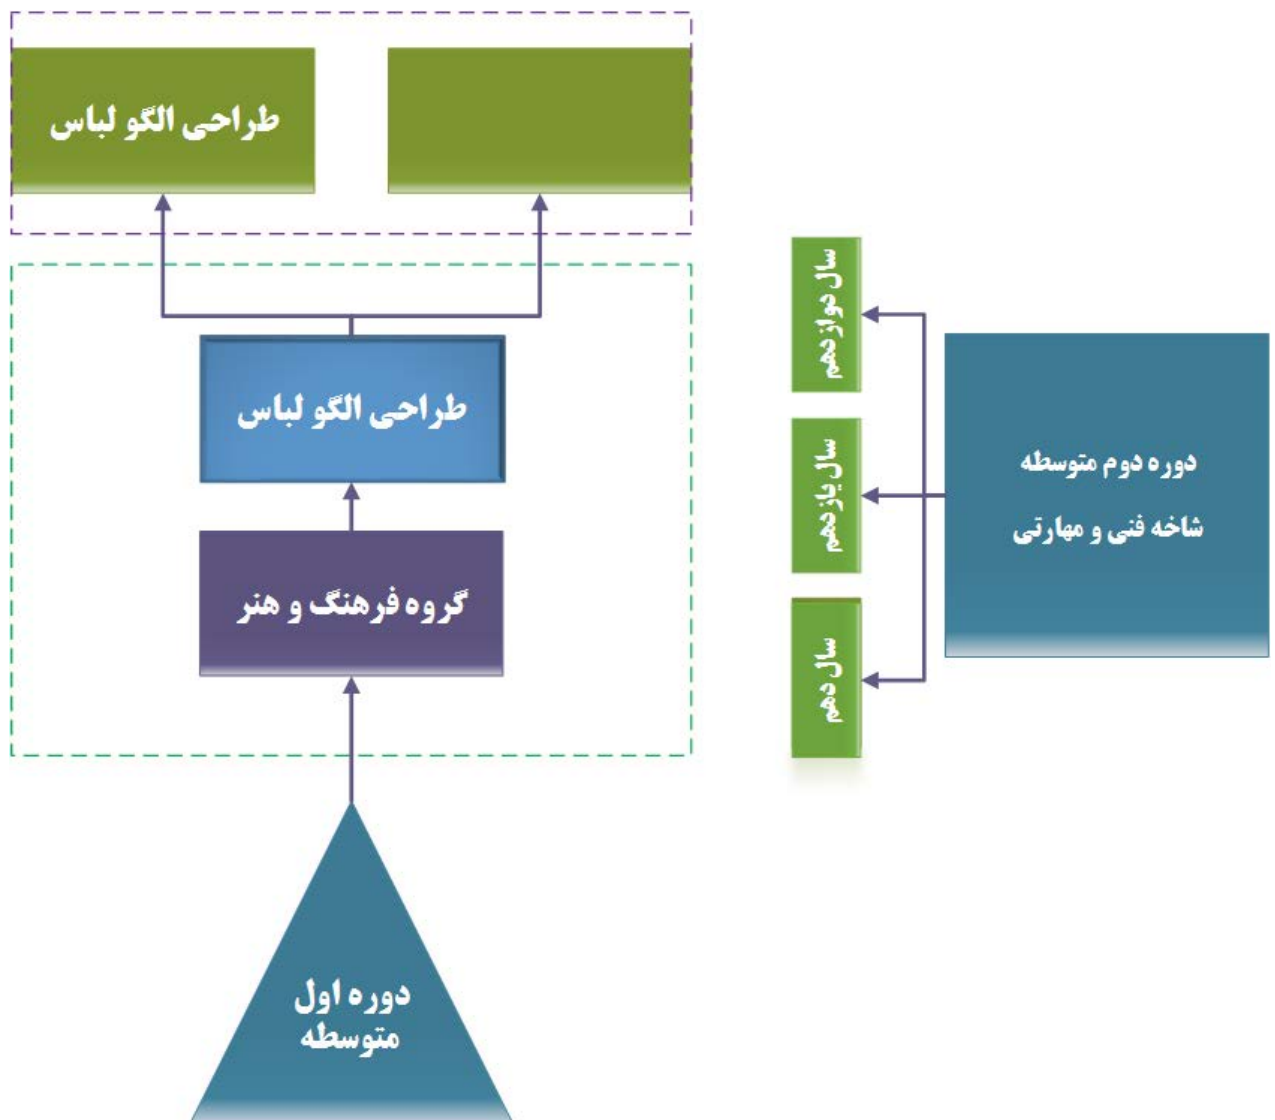 طراحی الگو لباس
طراحی الگو لباس
گروه فرهنگ و هنر
دوره اول
متوسطه
سال دوازدهم
سال یازدهم
سال دهم
دوره دوم متوسطه
شاخه فنی و مهارتی